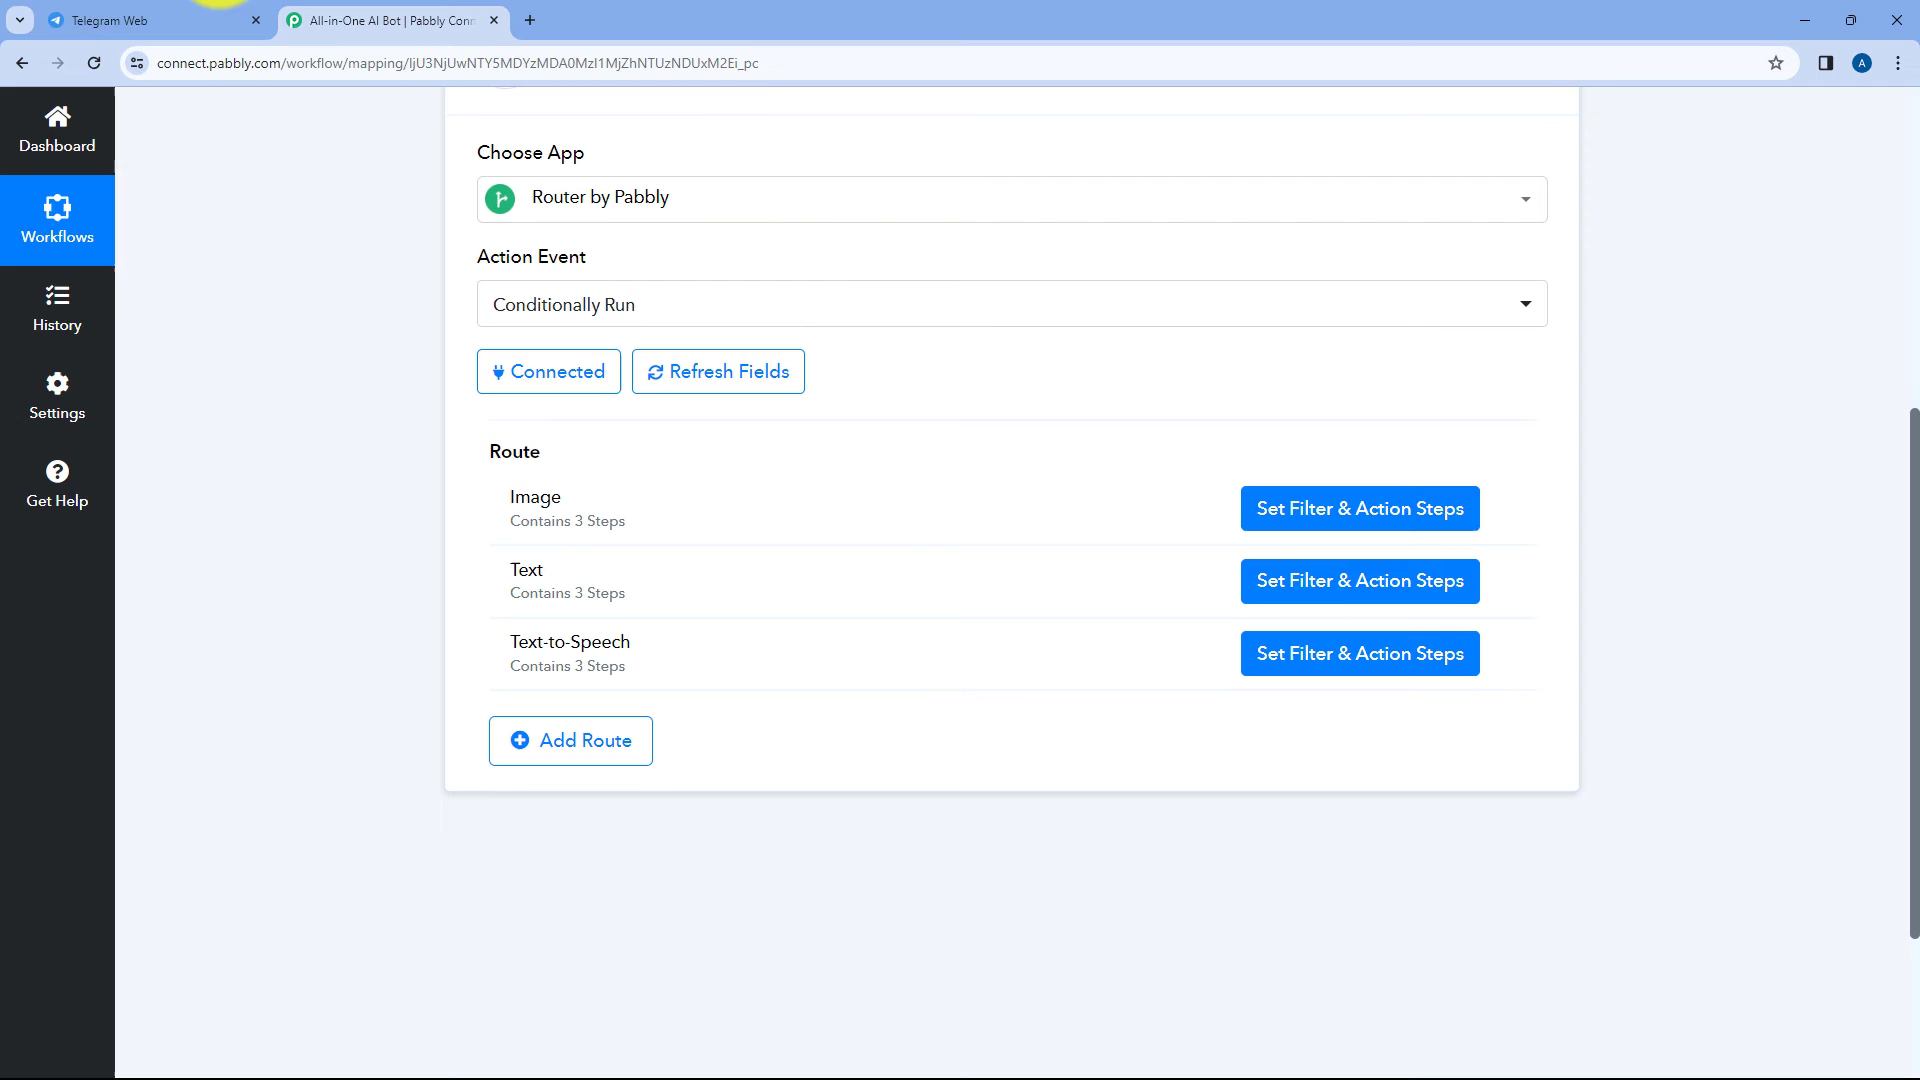 Telegram Web
All-in-One AI Bot | Pabbly Conn
connect.pabbly.com/workflow/mapping/IjU3NjUwNTY5MDYzMDA0MzI1MjZhNTUzNDUxM2Ei_pc
A
Dashboard
Workflows
History
Settings
Get Help
Choose App
Router by Pabbly
Action Event
Conditionally Run
Connected
Refresh Fields
Route
Image
Contains 3 Steps
Set Filter & Action Steps
Text
Contains 3 Steps
Set Filter & Action Steps
Text-to-Speech
Contains 3 Steps
Set Filter & Action Steps
Add Route